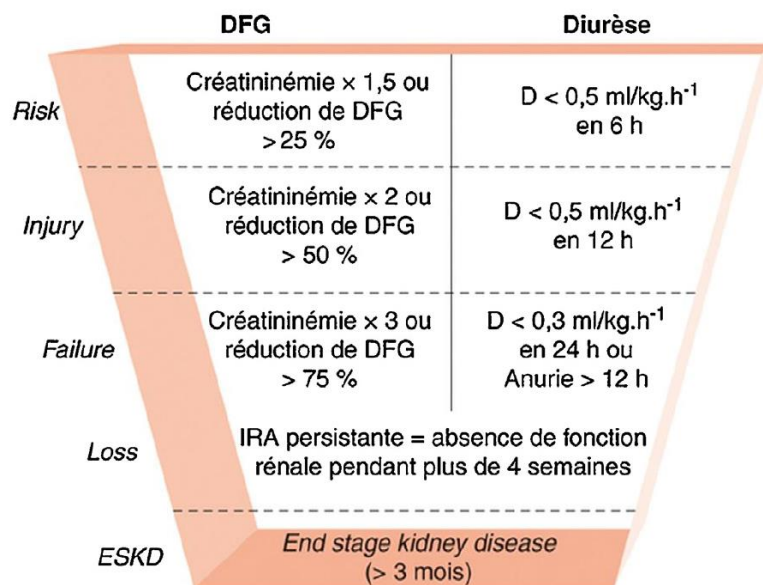 DFG
Diurèse
Risk
Créatininémie × 1,5 ou
réduction de DFG
> 25 %
D < 0,5 ml/kg.h⁻¹
en 6 h
Injury
Créatininémie × 2 ou
réduction de DFG
> 50 %
D < 0,5 ml/kg.h⁻¹
en 12 h
Failure
Créatininémie × 3 ou
réduction de DFG
> 75 %
D < 0,3 ml/kg.h⁻¹
en 24 h ou
Anurie > 12 h
Loss
IRA persistante = absence de fonction
rénale pendant plus de 4 semaines
ESKD
End stage kidney disease
(> 3 mois)